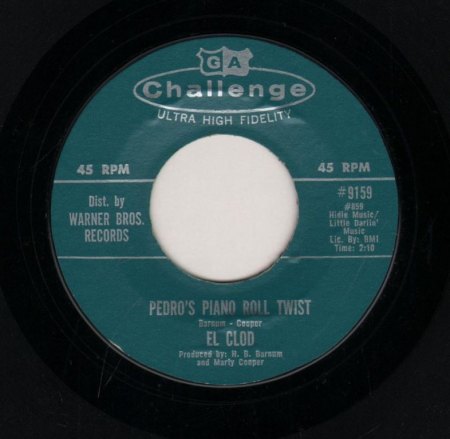 GA
Challenge
ULTRA HIGH FIDELITY
45 RPM
45 RPM
Dist. by
WARNER BROS.
RECORDS
#9159
#859
Hidle Music/
Little Darlin'
Music
Lic. By: BMI
Time: 2:10
PEDRO'S PIANO ROLL TWIST
Barnum - Cooper
EL CLOD
Produced by: H. B. Barnum
and Marty Cooper